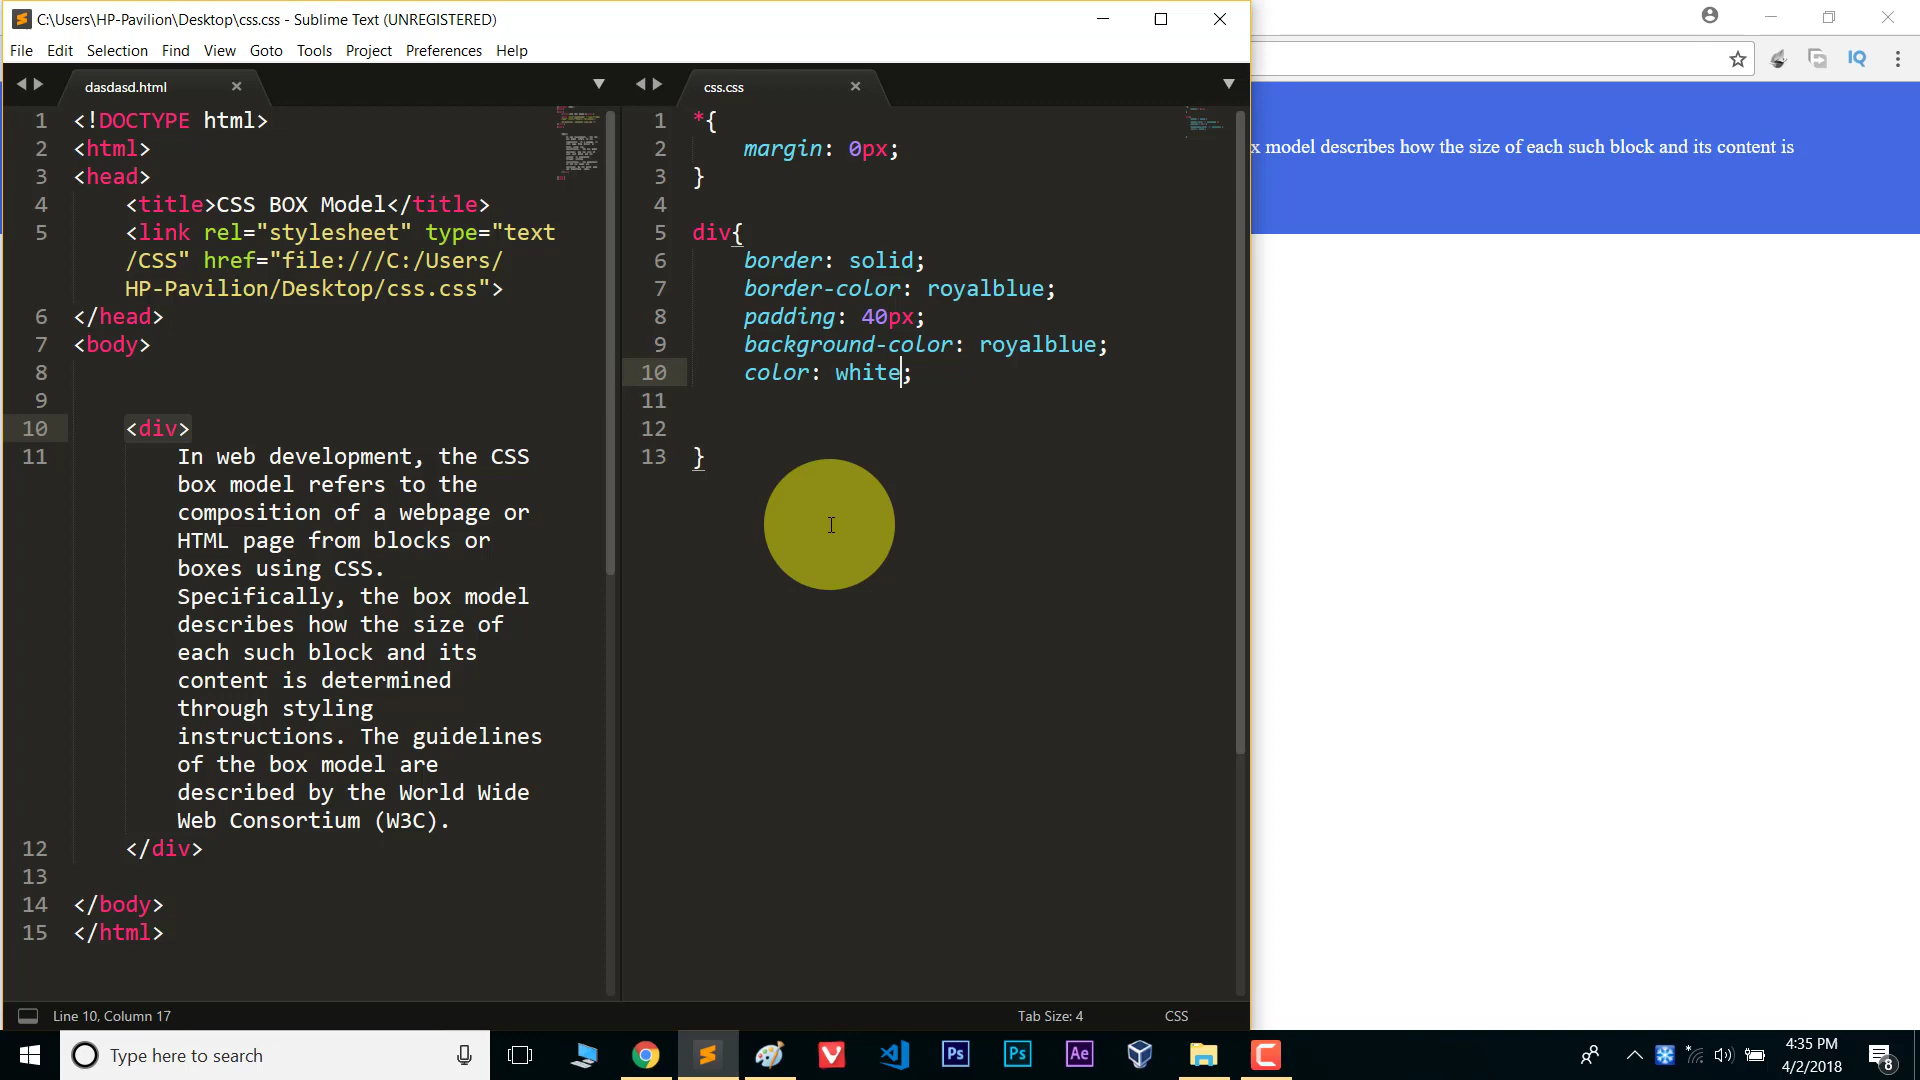 C:\Users\HP-Pavilion\Desktop\css.css - Sublime Text (UNREGISTERED)
File Edit Selection Find View Goto Tools Project Preferences Help
dasdasd.html
1 <!DOCTYPE html>
2 <html>
3 <head>
4 <title>CSS BOX Model</title>
5 <link rel="stylesheet" type="text
/CSS" href="file:///C:/Users/
HP-Pavilion/Desktop/css.css">
6 </head>
7 <body>
8
9
10 <div>
11 In web development, the CSS
box model refers to the
composition of a webpage or
HTML page from blocks or
boxes using CSS.
Specifically, the box model
describes how the size of
each such block and its
content is determined
through styling
instructions. The guidelines
of the box model are
described by the World Wide
Web Consortium (W3C).
12 </div>
13
14 </body>
15 </html>
css.css
1 *{
2 margin: 0px;
3 }
4
5 div{
6 border: solid;
7 border-color: royalblue;
8 padding: 40px;
9 background-color: royalblue;
10 color: white;
11
12
13 }
IQ
x model describes how the size of each such block and its content is
Line 10, Column 17
Tab Size: 4
CSS
Type here to search
Ps
Ps
Ae
4:35 PM
4/2/2018
8